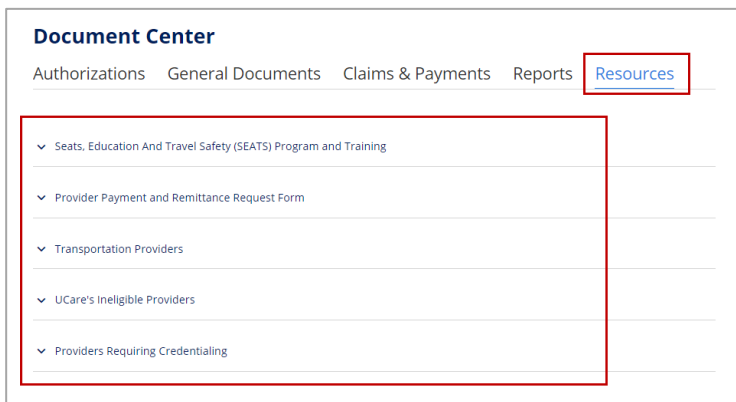 Document Center
Authorizations General Documents Claims & Payments Reports Resources
Seats, Education And Travel Safety (SEATS) Program and Training
Provider Payment and Remittance Request Form
Transportation Providers
UCare's Ineligible Providers
Providers Requiring Credentialing